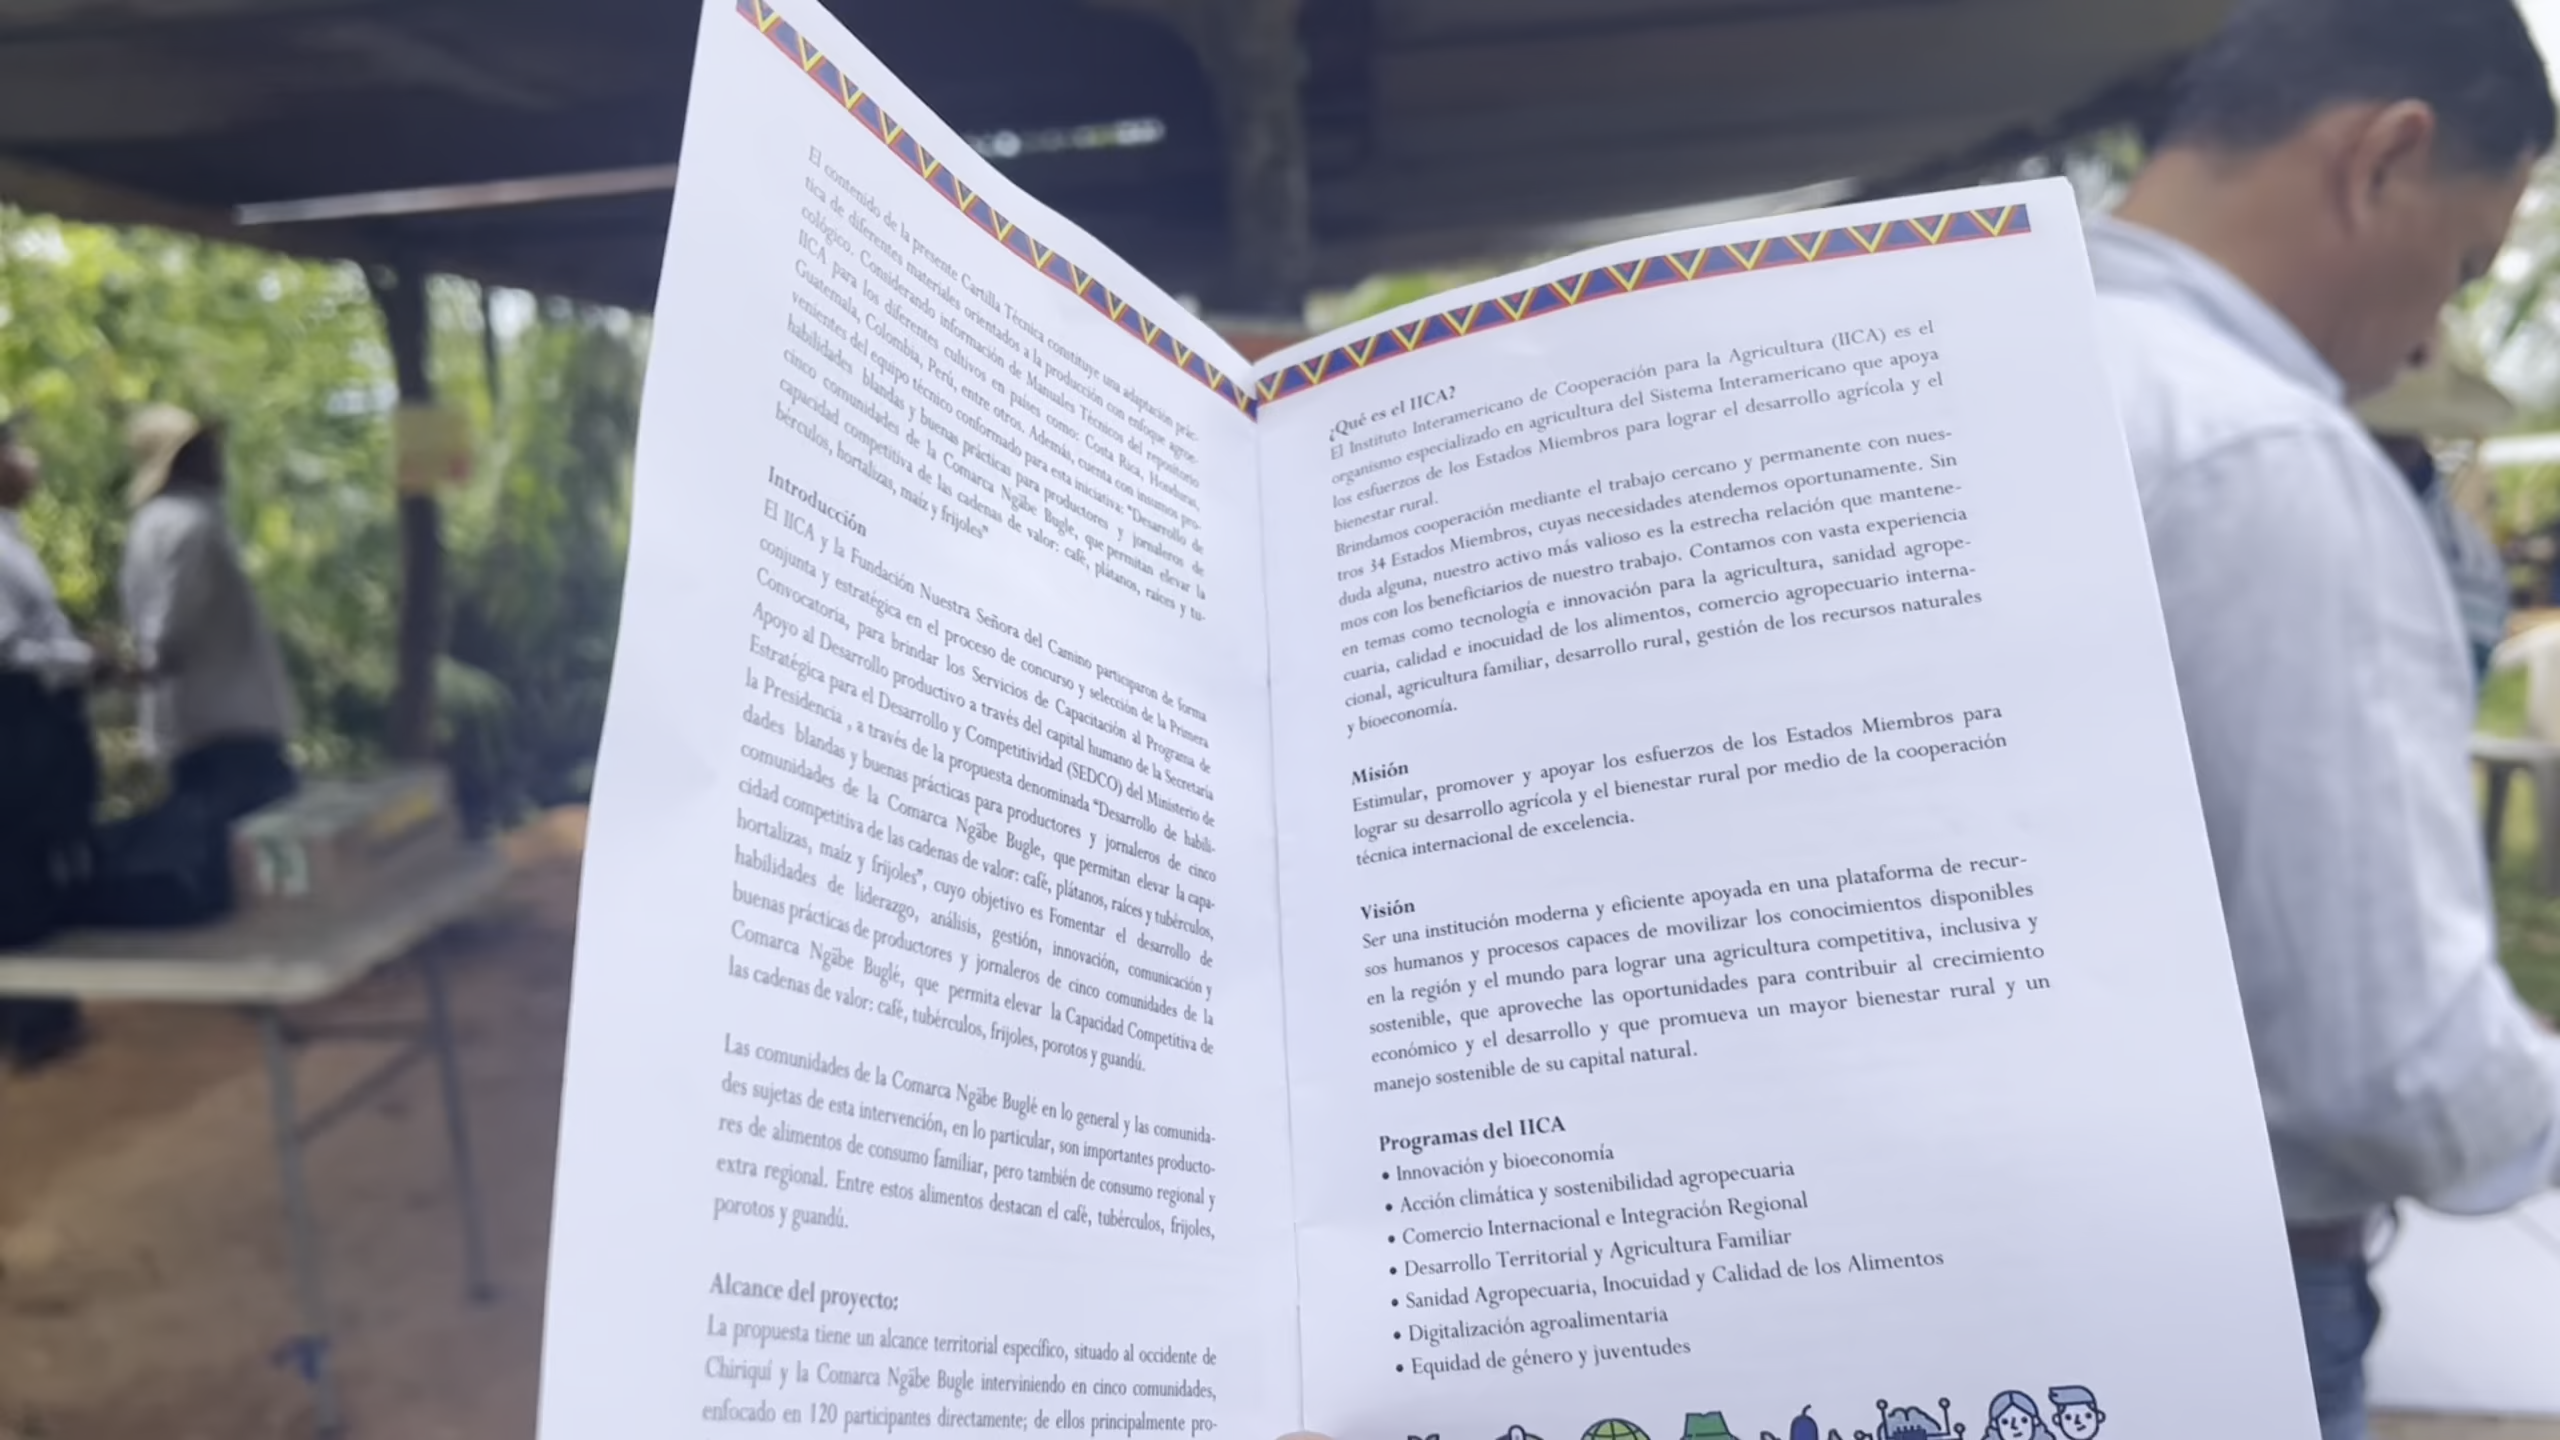 El contenido de la presente Cartilla Técnica constituye una adaptación prác-
tica de diferentes materiales orientados a la producción con enfoque agroe-
cológico. Considerando información de Manuales Técnicos del repositorio
IICA para los diferentes cultivos en países como: Costa Rica, Honduras,
Guatemala, Colombia, Perú, entre otros. Además, cuenta con insumos pro-
venientes del equipo técnico conformado para esta iniciativa: “Desarrollo de
habilidades blandas y buenas prácticas para productores y jornaleros de
cinco comunidades de la Comarca Ngäbe Bugle, que permitan elevar la
capacidad competitiva de las cadenas de valor: café, plátanos, raíces y tu-
bérculos, hortalizas, maíz y frijoles”
Introducción
El IICA y la Fundación Nuestra Señora del Camino participaron de forma
conjunta y estratégica en el proceso de concurso y selección de la Primera
Convocatoria, para brindar los Servicios de Capacitación al Programa de
Apoyo al Desarrollo productivo a través del capital humano de la Secretaría
Estratégica para el Desarrollo y Competitividad (SEDCO) del Ministerio de
la Presidencia , a través de la propuesta denominada “Desarrollo de habili-
dades blandas y buenas prácticas para productores y jornaleros de cinco
comunidades de la Comarca Ngäbe Bugle, que permitan elevar la capa-
cidad competitiva de las cadenas de valor: café, plátanos, raíces y tubérculos,
hortalizas, maíz y frijoles”, cuyo objetivo es Fomentar el desarrollo de
habilidades de liderazgo, análisis, gestión, innovación, comunicación y
buenas prácticas de productores y jornaleros de cinco comunidades de la
Comarca Ngäbe Buglé, que permita elevar la Capacidad Competitiva de
las cadenas de valor: café, tubérculos, frijoles, porotos y guandú.
Las comunidades de la Comarca Ngäbe Buglé en lo general y las comunida-
des sujetas de esta intervención, en lo particular, son importantes producto-
res de alimentos de consumo familiar, pero también de consumo regional y
extra regional. Entre estos alimentos destacan el café, tubérculos, frijoles,
porotos y guandú.
Alcance del proyecto:
La propuesta tiene un alcance territorial específico, situado al occidente de
Chiriquí y la Comarca Ngäbe Bugle interviniendo en cinco comunidades,
enfocado en 120 participantes directamente; de ellos principalmente pro-
¿Qué es el IICA?
El Instituto Interamericano de Cooperación para la Agricultura (IICA) es el
organismo especializado en agricultura del Sistema Interamericano que apoya
los esfuerzos de los Estados Miembros para lograr el desarrollo agrícola y el
bienestar rural.
Brindamos cooperación mediante el trabajo cercano y permanente con nues-
tros 34 Estados Miembros, cuyas necesidades atendemos oportunamente. Sin
duda alguna, nuestro activo más valioso es la estrecha relación que mantene-
mos con los beneficiarios de nuestro trabajo. Contamos con vasta experiencia
en temas como tecnología e innovación para la agricultura, sanidad agrope-
cuaria, calidad e inocuidad de los alimentos, comercio agropecuario interna-
cional, agricultura familiar, desarrollo rural, gestión de los recursos naturales
y bioeconomía.
Misión
Estimular, promover y apoyar los esfuerzos de los Estados Miembros para
lograr su desarrollo agrícola y el bienestar rural por medio de la cooperación
técnica internacional de excelencia.
Visión
Ser una institución moderna y eficiente apoyada en una plataforma de recur-
sos humanos y procesos capaces de movilizar los conocimientos disponibles
en la región y el mundo para lograr una agricultura competitiva, inclusiva y
sostenible, que aproveche las oportunidades para contribuir al crecimiento
económico y el desarrollo y que promueva un mayor bienestar rural y un
manejo sostenible de su capital natural.
Programas del IICA
• Innovación y bioeconomía
• Acción climática y sostenibilidad agropecuaria
• Comercio Internacional e Integración Regional
• Desarrollo Territorial y Agricultura Familiar
• Sanidad Agropecuaria, Inocuidad y Calidad de los Alimentos
• Digitalización agroalimentaria
• Equidad de género y juventudes